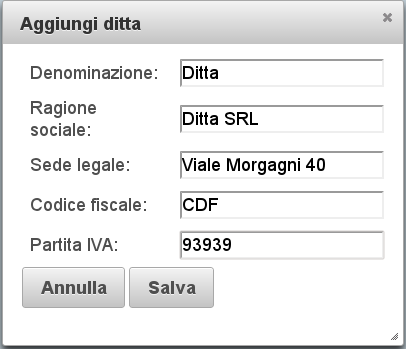 Aggiungi ditta
Denominazione: Ditta
Ragione
sociale: Ditta SRL
Sede legale: Viale Morgagni 40
Codice fiscale: CDF
Partita IVA: 93939
Annulla Salva